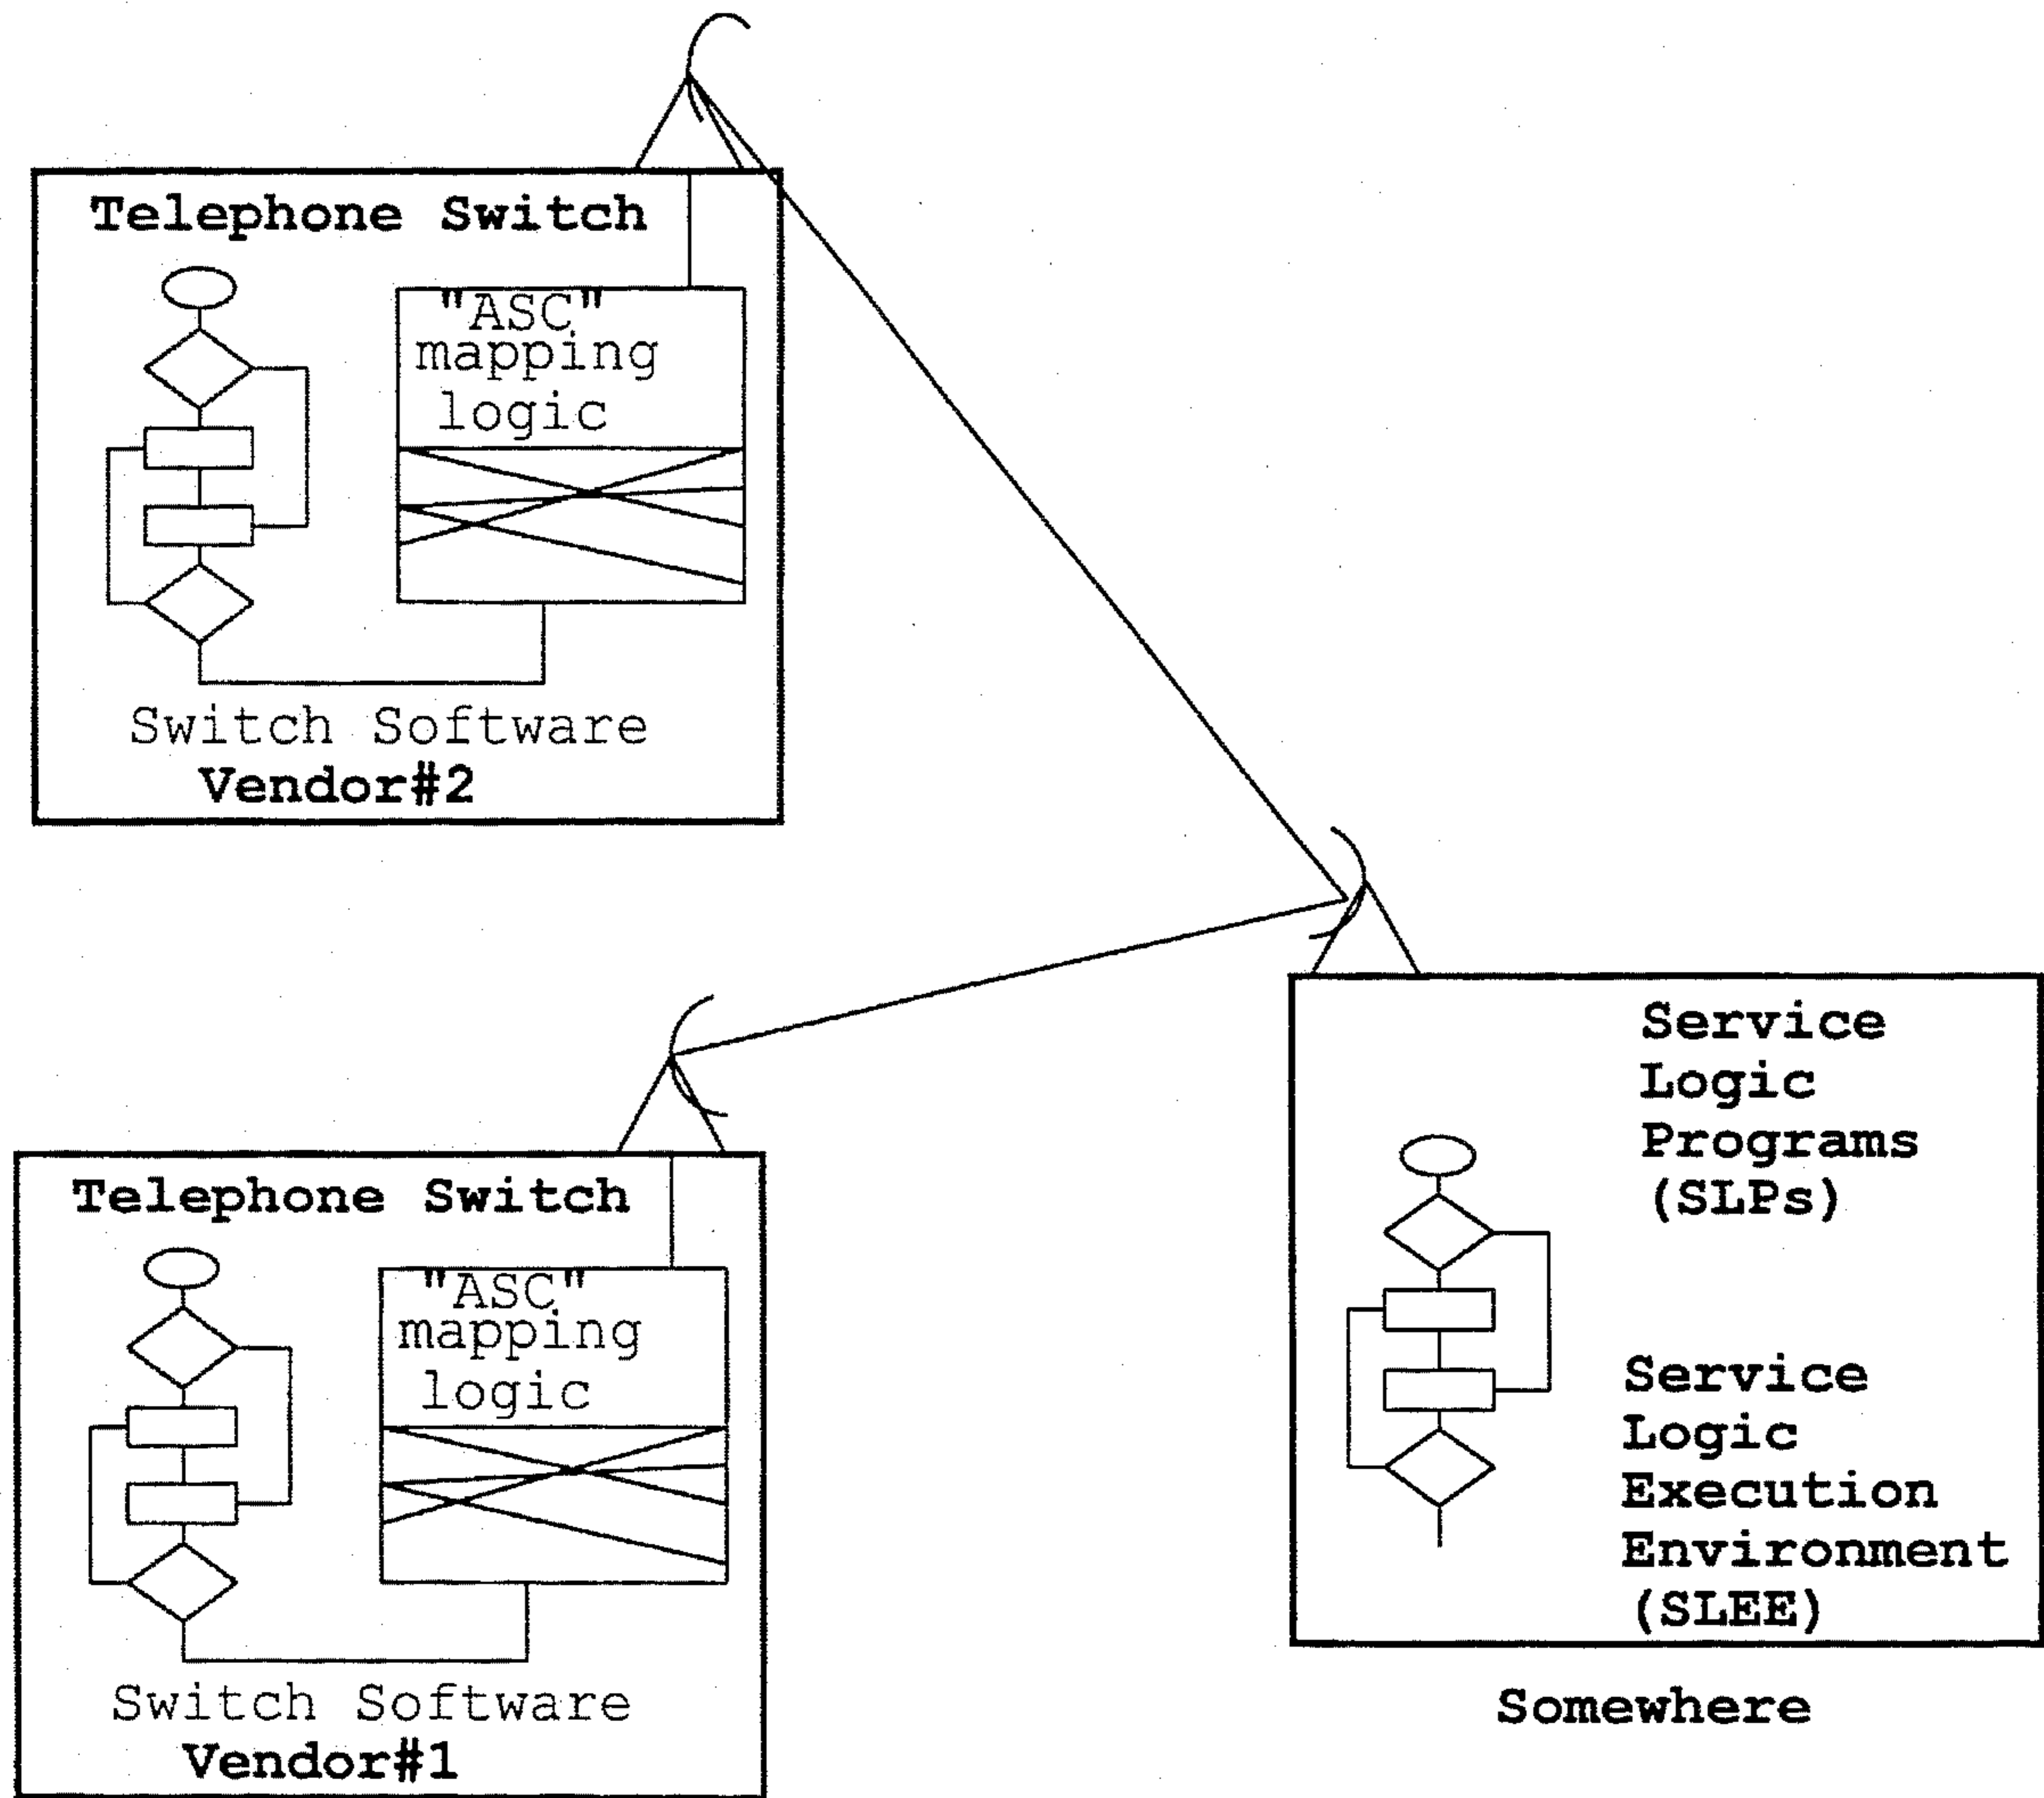 Telephone Switch
"ASC"
mapping
logic
Switch Software
Vendor#2
Telephone Switch
"ASC"
mapping
logic
Switch Software
Vendor#1
Service
Logic
Programs
(SLPs)
Service
Logic
Execution
Environment
(SLEE)
Somewhere